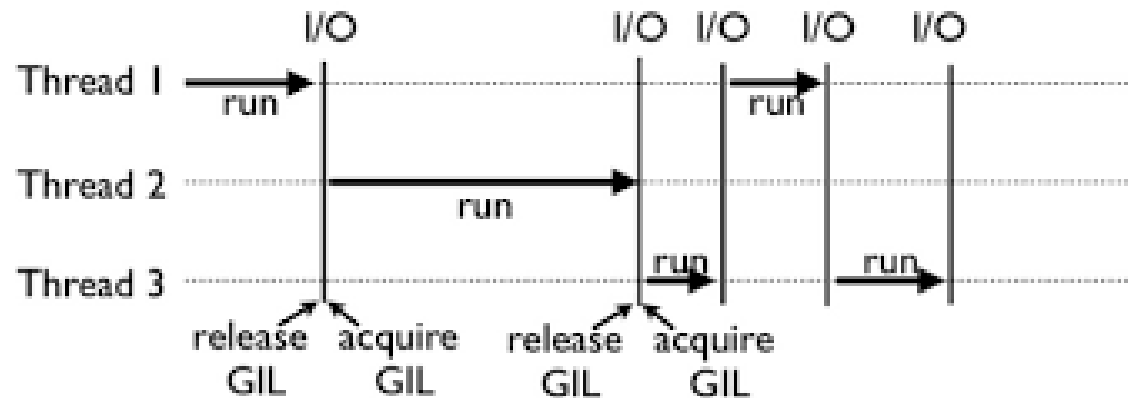 I/O I/O I/O I/O I/O
Thread 1
run run
Thread 2
run
Thread 3 run run
release acquire release acquire
GIL GIL GIL GIL